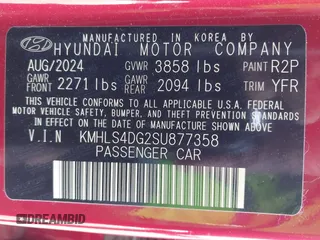 MANUFACTURED IN KOREA BY
HYUNDAI MOTOR COMPANY
AUG/2024 GVWR 3858 lbs PAINT R2P
GAWR FRONT 2271 lbs GAWR REAR 2094 lbs TRIM YFR
THIS VEHICLE CONFORMS TO ALL APPLICABLE U.S. FEDERAL MOTOR
VEHICLE SAFETY, BUMPER, AND THEFT PREVENTION STANDARDS IN
EFFECT ON THE DATE OF MANUFACTURE SHOWN ABOVE.
V.I.N KMHLS4DG2SU877358
PASSENGER CAR
DREAMBID